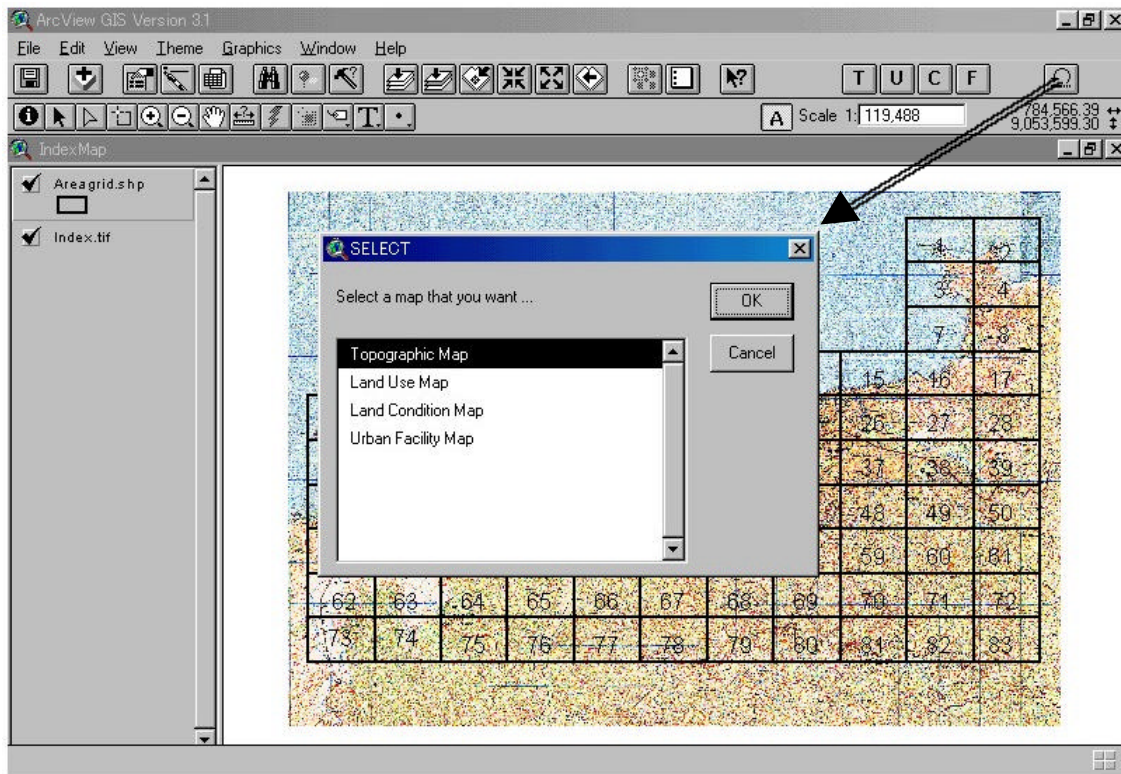 ArcView GIS Version 3.1
File Edit View Theme Graphics Window Help
T U C F
A Scale 1: 119,488
784,566.39
9,053,599.30
IndexMap
Areagrid.shp
Index.tif
SELECT
Select a map that you want ...
OK
Cancel
Topographic Map
Land Use Map
Land Condition Map
Urban Facility Map
1 2
3 4
7 8
15 16 17
26 27 28
37 38 39
48 49 50
59 60 61
62 63 64 65 66 67 68 69 70 71 72
73 74 75 76 77 78 79 80 81 82 83